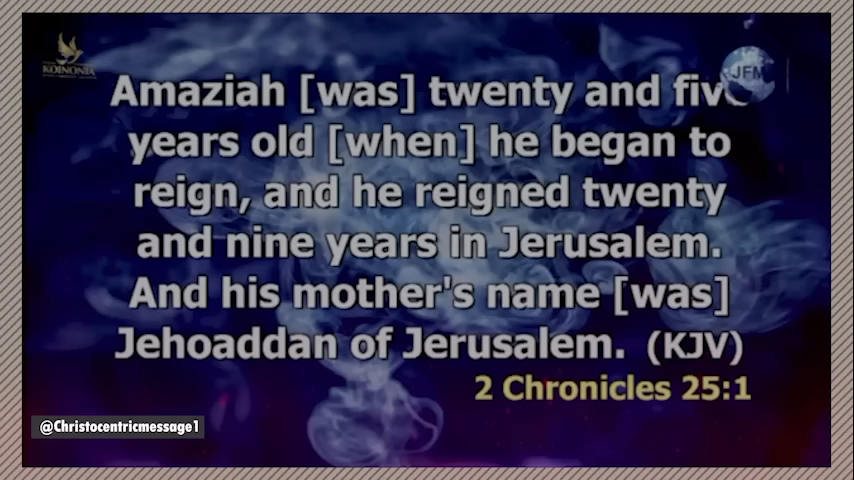 KOINONIA
JFM
Amaziah [was] twenty and five
years old [when] he began to
reign, and he reigned twenty
and nine years in Jerusalem.
And his mother's name [was]
Jehoaddan of Jerusalem. (KJV)
2 Chronicles 25:1
@Christocentricmessage1